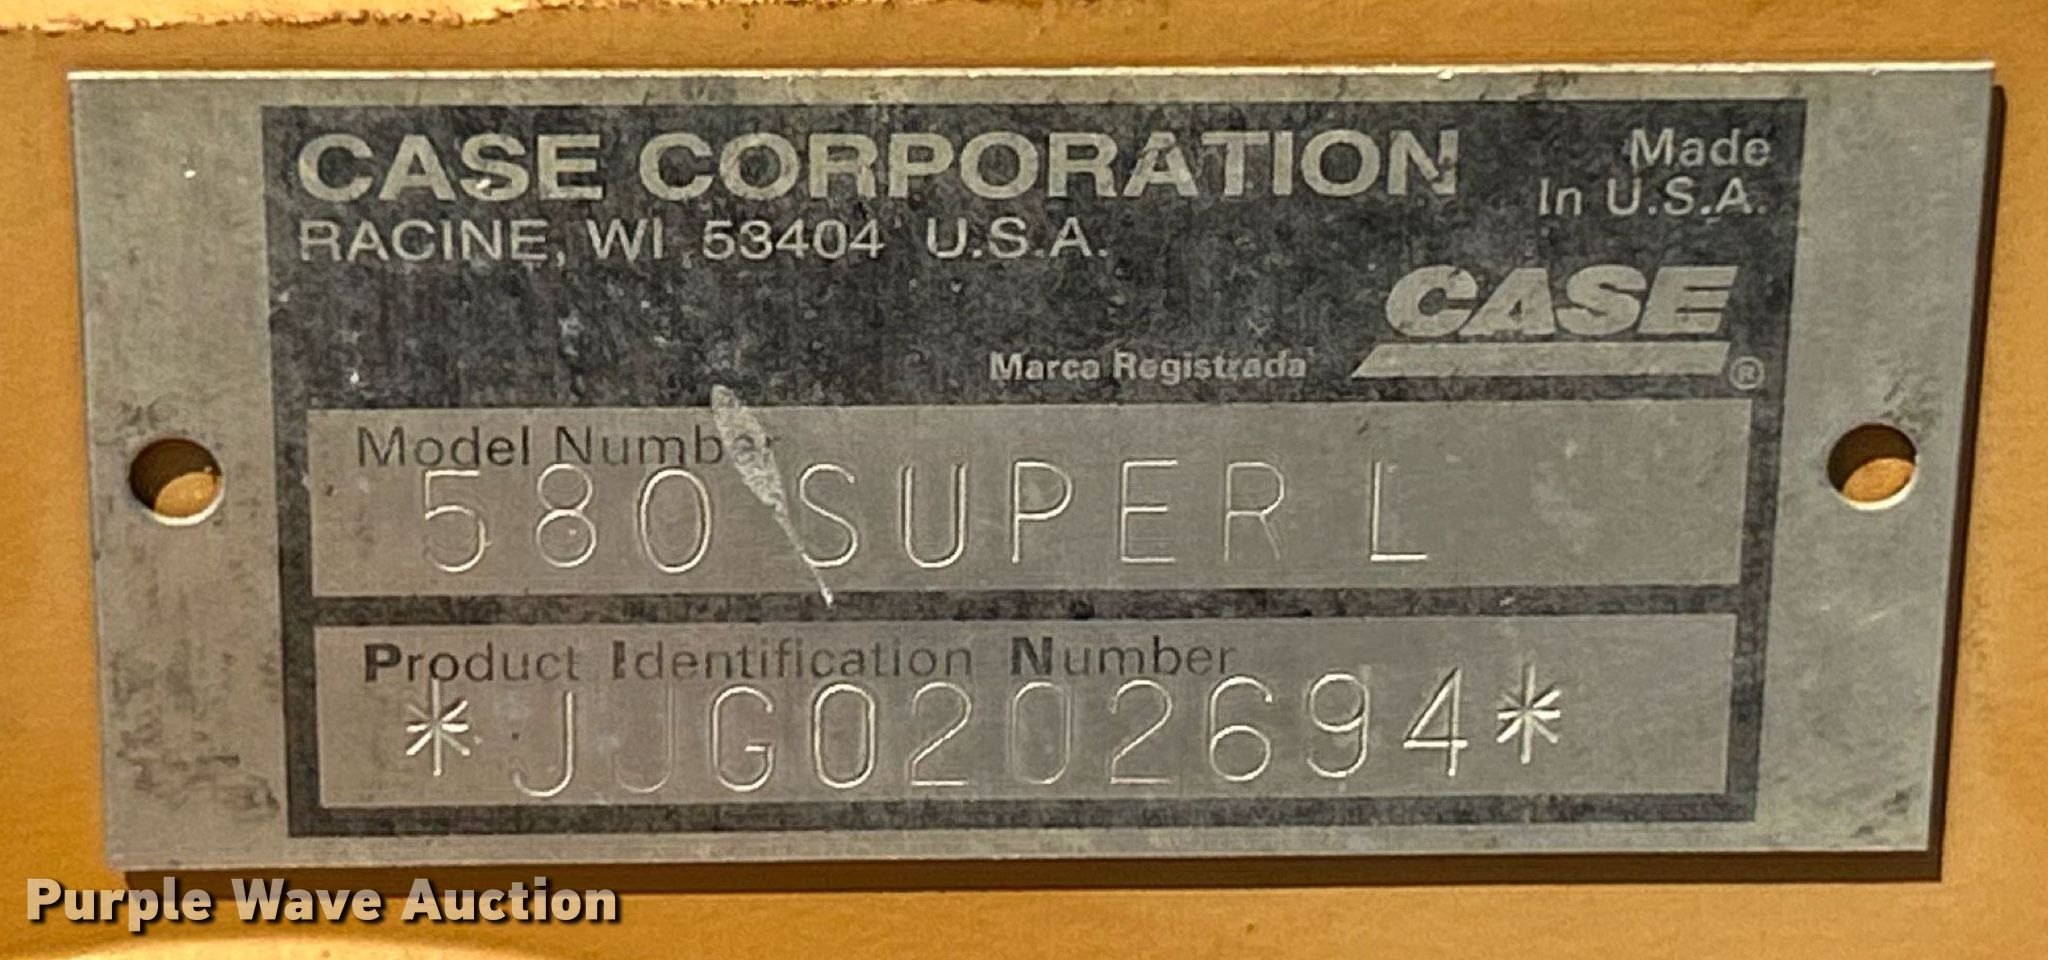 CASE CORPORATION
RACINE, WI 53404 U.S.A.
Made
In U.S.A.
CASE
Marca Registrada ®
Model Number
580 SUPER L
Product Identification Number
*JJG0202694*
Purple Wave Auction